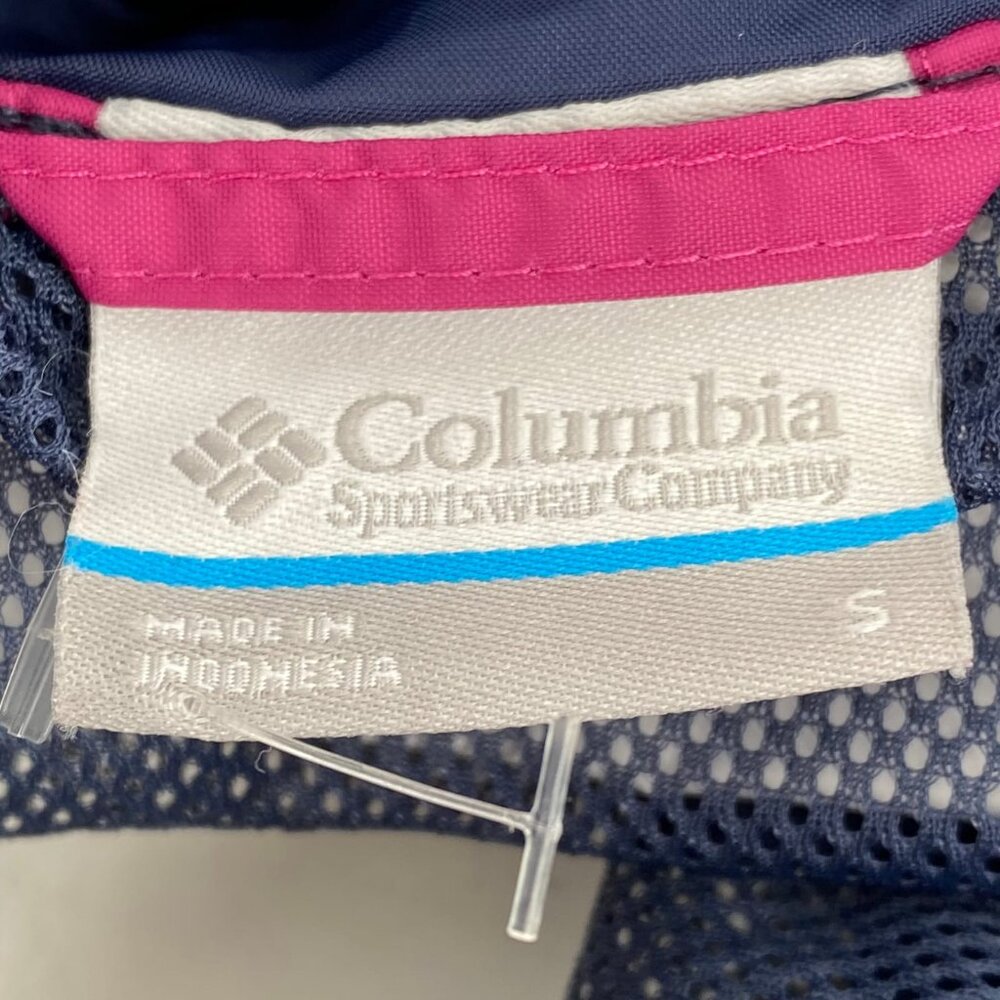 Columbia
Sportswear Company
MADE IN
INDONESIA
S